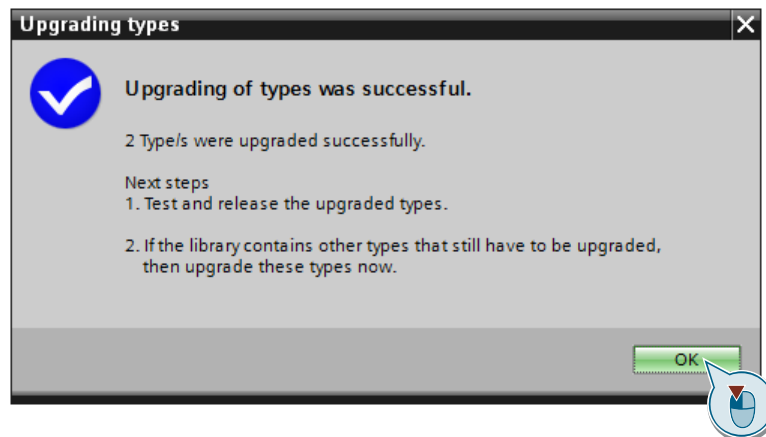 Upgrading types
Upgrading of types was successful.
2 Type/s were upgraded successfully.
Next steps
1. Test and release the upgraded types.
2. If the library contains other types that still have to be upgraded,
then upgrade these types now.
OK